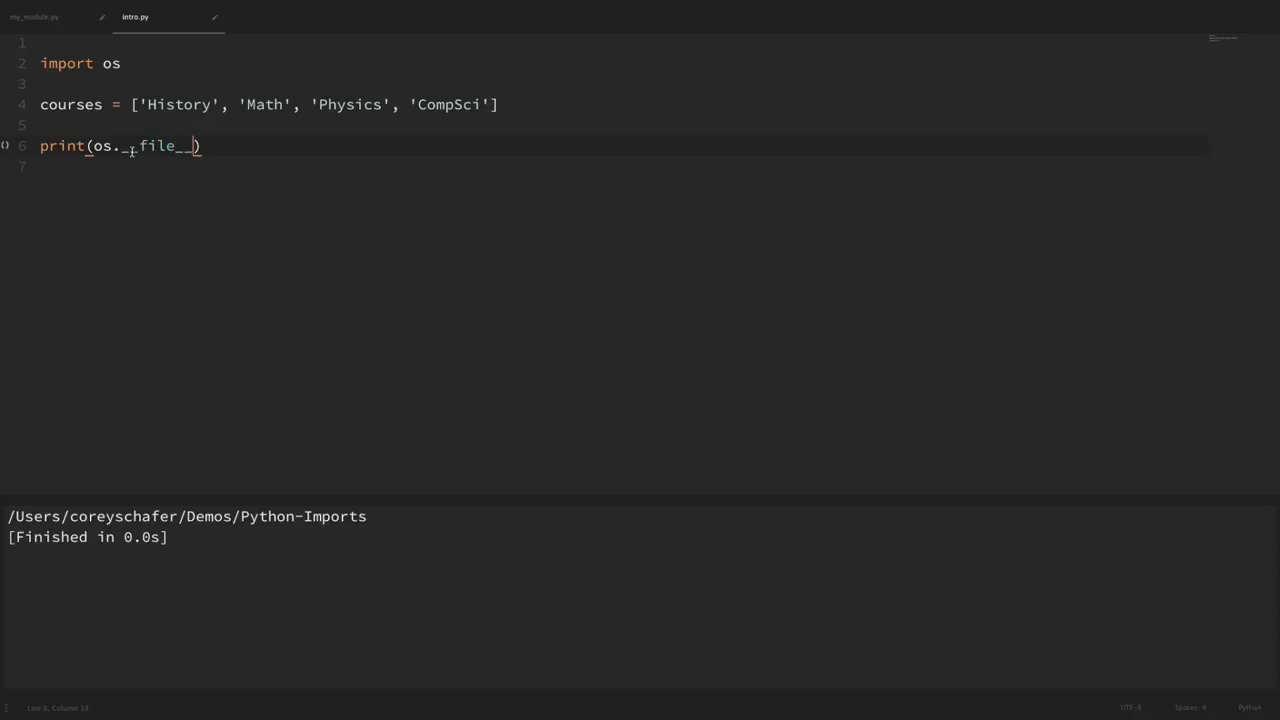 my_module.py intro.py
1
2 import os
3
4 courses = ['History', 'Math', 'Physics', 'CompSci']
5
() 6 print(os.__file__)
7
/Users/coreyschafer/Demos/Python-Imports
[Finished in 0.0s]
Line 6, Column 18 UTF-8 Spaces: 4 Python